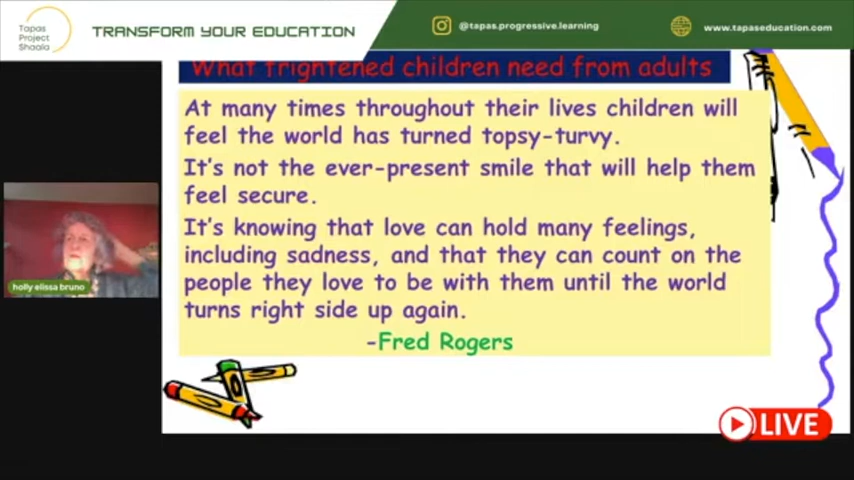 Tapas
Project
Shaala
TRANSFORM YOUR EDUCATION
@tapas.progressive.learning
www.tapaseducation.com
What frightened children need from adults
At many times throughout their lives children will
feel the world has turned topsy-turvy.
It's not the ever-present smile that will help them
feel secure.
It's knowing that love can hold many feelings,
including sadness, and that they can count on the
people they love to be with them until the world
turns right side up again.
-Fred Rogers
holly elissa bruno
LIVE